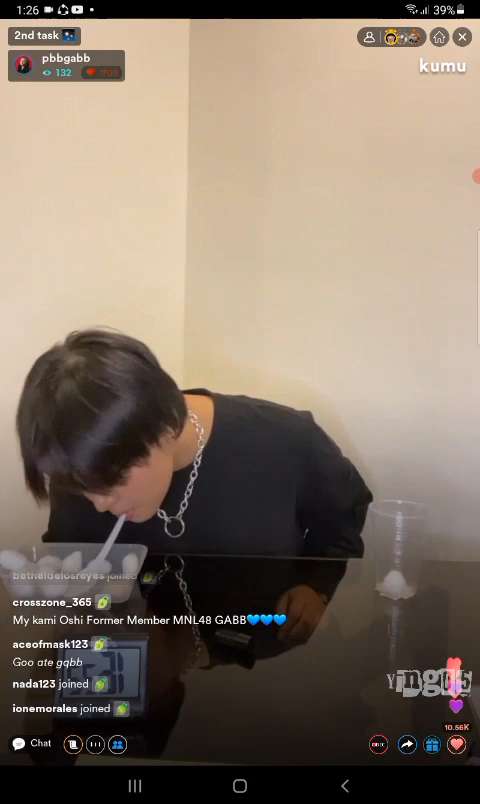 1:26
39%
2nd task
pbbgabb
132
kumu
betheldelosreyes joined
crosszone_365
My kami Oshi Former Member MNL48 GABB💙💙💙
aceofmask123
Goo ate gabb
nada123 joined
ionemorales joined
10.56K
Chat